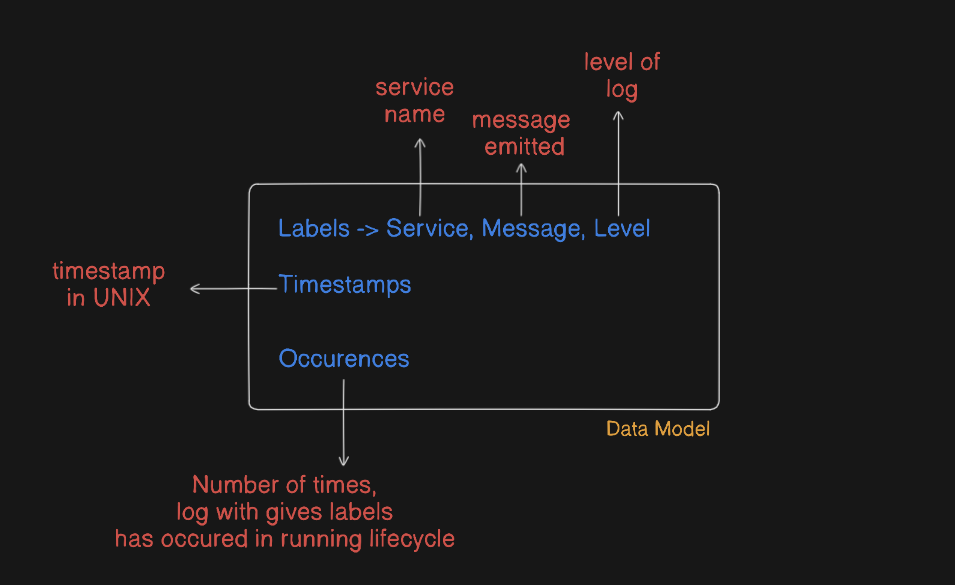 level of
log
service
name
message
emitted
Labels -> Service, Message, Level
timestamp
in UNIX
Timestamps
Occurences
Data Model
Number of times,
log with gives labels
has occured in running lifecycle